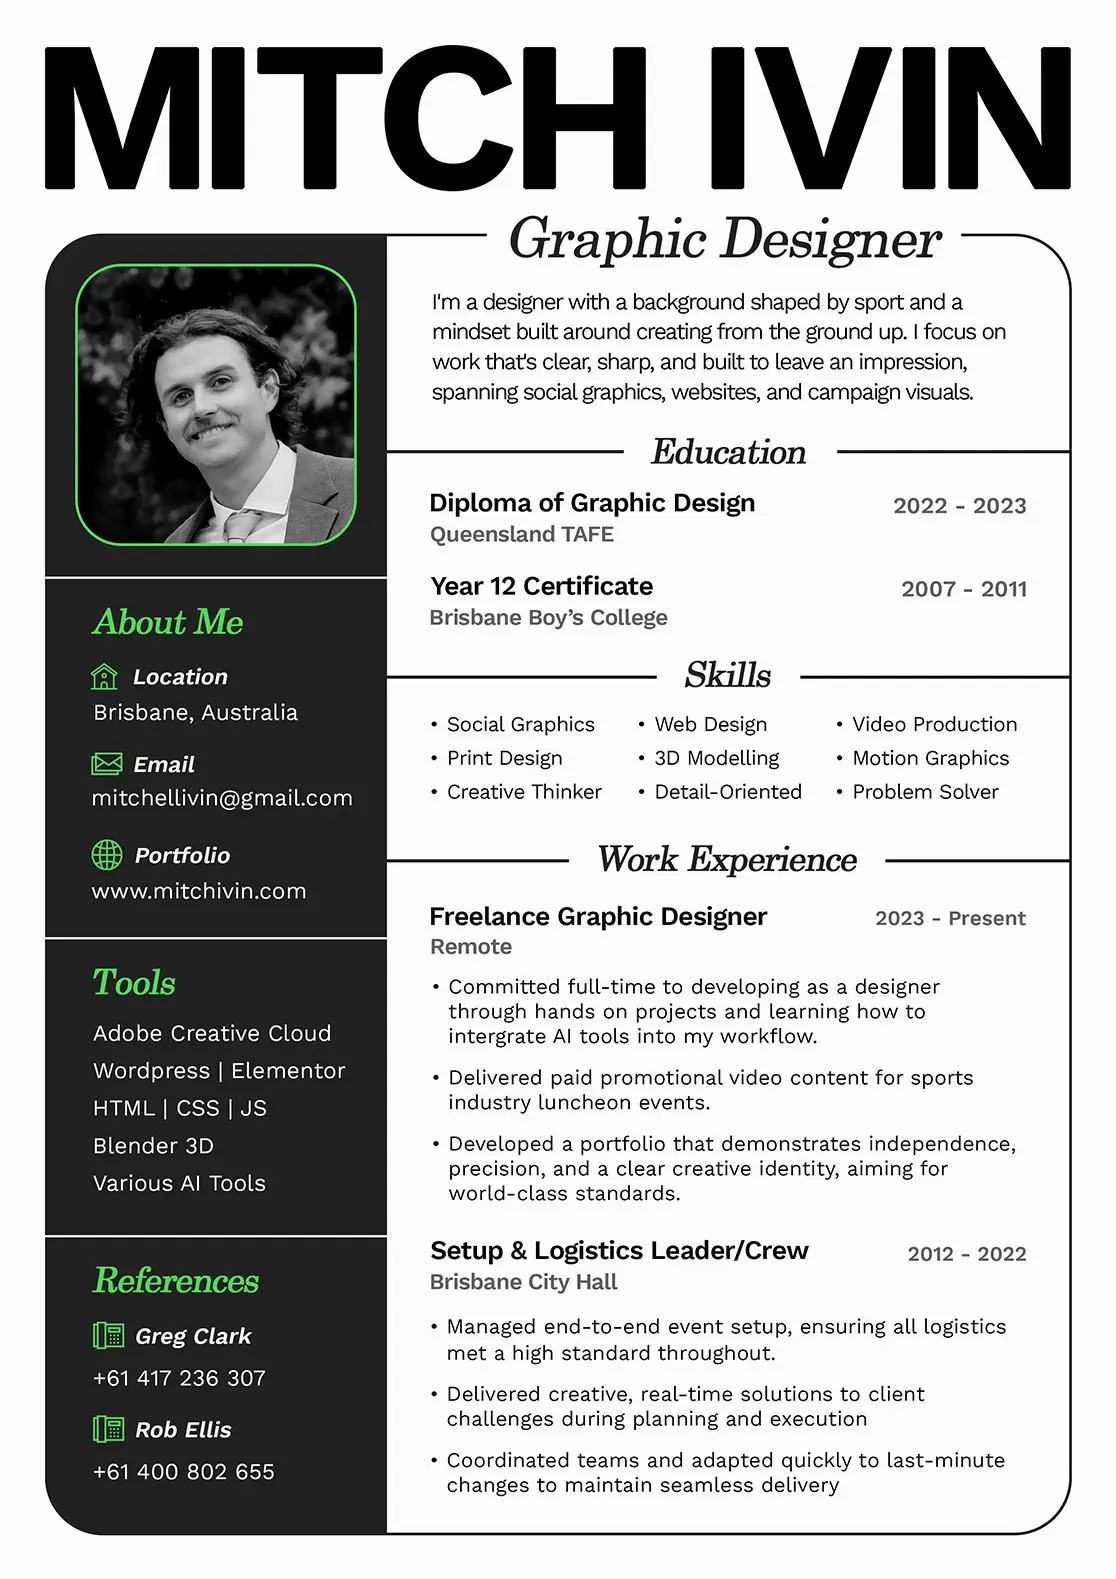 MITCH IVIN
Graphic Designer
I'm a designer with a background shaped by sport and a
mindset built around creating from the ground up. I focus on
work that's clear, sharp, and built to leave an impression,
spanning social graphics, websites, and campaign visuals.
About Me
Location
Brisbane, Australia
Email
mitchellivin@gmail.com
Portfolio
www.mitchivin.com
Tools
Adobe Creative Cloud
Wordpress | Elementor
HTML | CSS | JS
Blender 3D
Various AI Tools
References
Greg Clark
+61 417 236 307
Rob Ellis
+61 400 802 655
Education
Diploma of Graphic Design
2022 - 2023
Queensland TAFE
Year 12 Certificate
2007 - 2011
Brisbane Boy’s College
Skills
• Social Graphics • Web Design • Video Production
• Print Design • 3D Modelling • Motion Graphics
• Creative Thinker • Detail-Oriented • Problem Solver
Work Experience
Freelance Graphic Designer
2023 - Present
Remote
• Committed full-time to developing as a designer
through hands on projects and learning how to
intergrate AI tools into my workflow.
• Delivered paid promotional video content for sports
industry luncheon events.
• Developed a portfolio that demonstrates independence,
precision, and a clear creative identity, aiming for
world-class standards.
Setup & Logistics Leader/Crew
2012 - 2022
Brisbane City Hall
• Managed end-to-end event setup, ensuring all logistics
met a high standard throughout.
• Delivered creative, real-time solutions to client
challenges during planning and execution
• Coordinated teams and adapted quickly to last-minute
changes to maintain seamless delivery